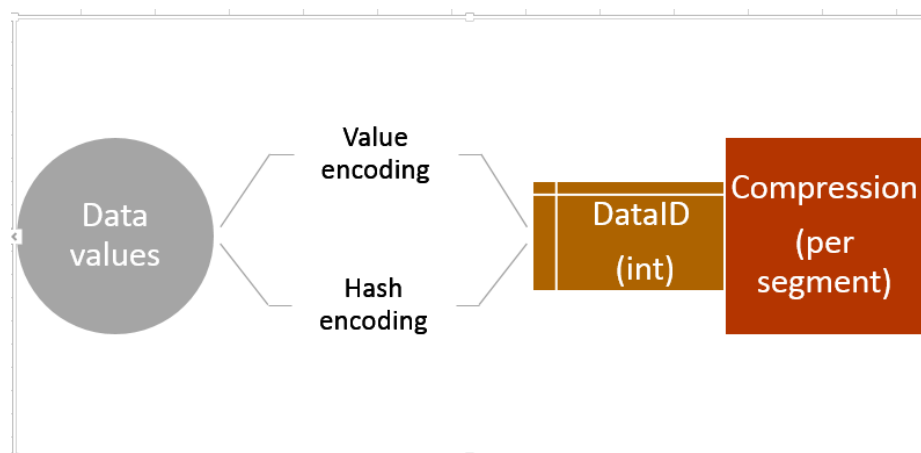 Data
values
Value
encoding
Hash
encoding
DataID
(int)
Compression
(per
segment)